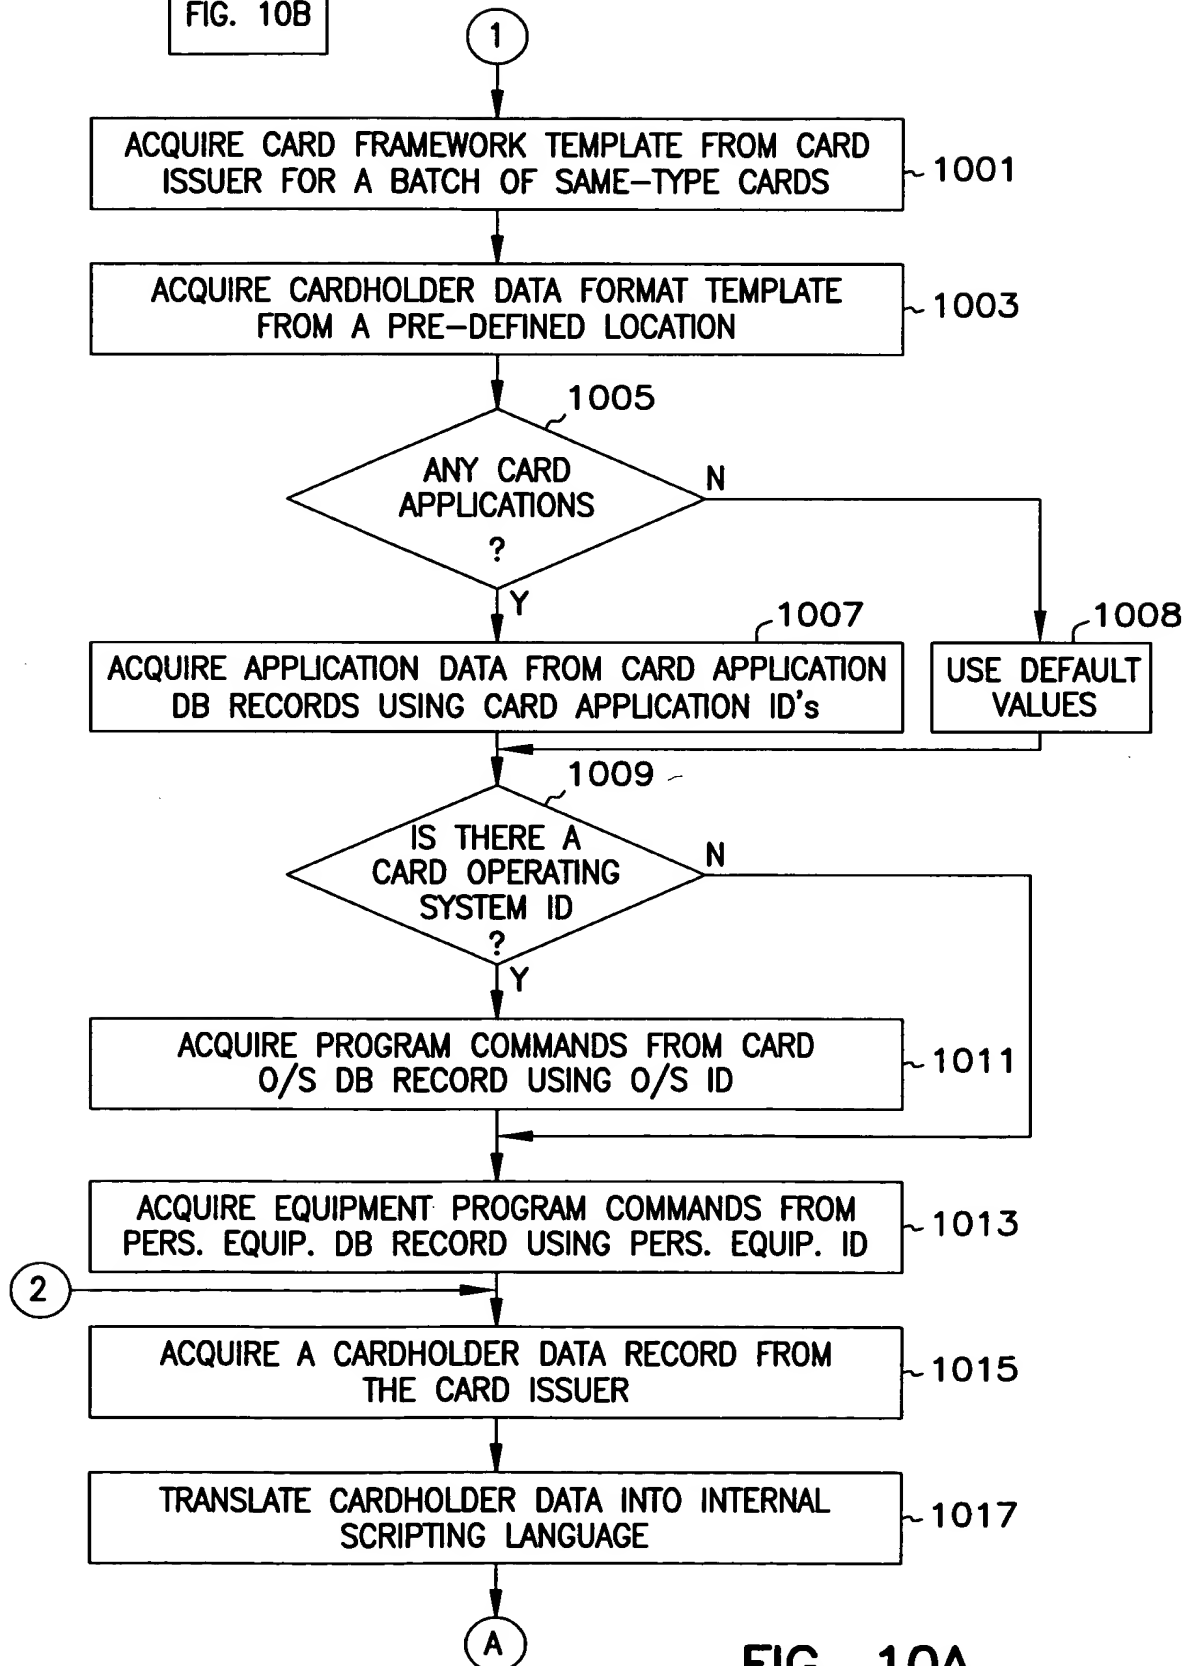 FIG. 10B
1
ACQUIRE CARD FRAMEWORK TEMPLATE FROM CARD
ISSUER FOR A BATCH OF SAME-TYPE CARDS
1001
ACQUIRE CARDHOLDER DATA FORMAT TEMPLATE
FROM A PRE-DEFINED LOCATION
1003
1005
ANY CARD
APPLICATIONS
?
N
Y
1007
1008
ACQUIRE APPLICATION DATA FROM CARD APPLICATION
DB RECORDS USING CARD APPLICATION ID's
USE DEFAULT
VALUES
1009
IS THERE A
CARD OPERATING
SYSTEM ID
?
N
Y
ACQUIRE PROGRAM COMMANDS FROM CARD
O/S DB RECORD USING O/S ID
1011
ACQUIRE EQUIPMENT PROGRAM COMMANDS FROM
PERS. EQUIP. DB RECORD USING PERS. EQUIP. ID
1013
2
ACQUIRE A CARDHOLDER DATA RECORD FROM
THE CARD ISSUER
1015
TRANSLATE CARDHOLDER DATA INTO INTERNAL
SCRIPTING LANGUAGE
1017
A
FIG. 10A